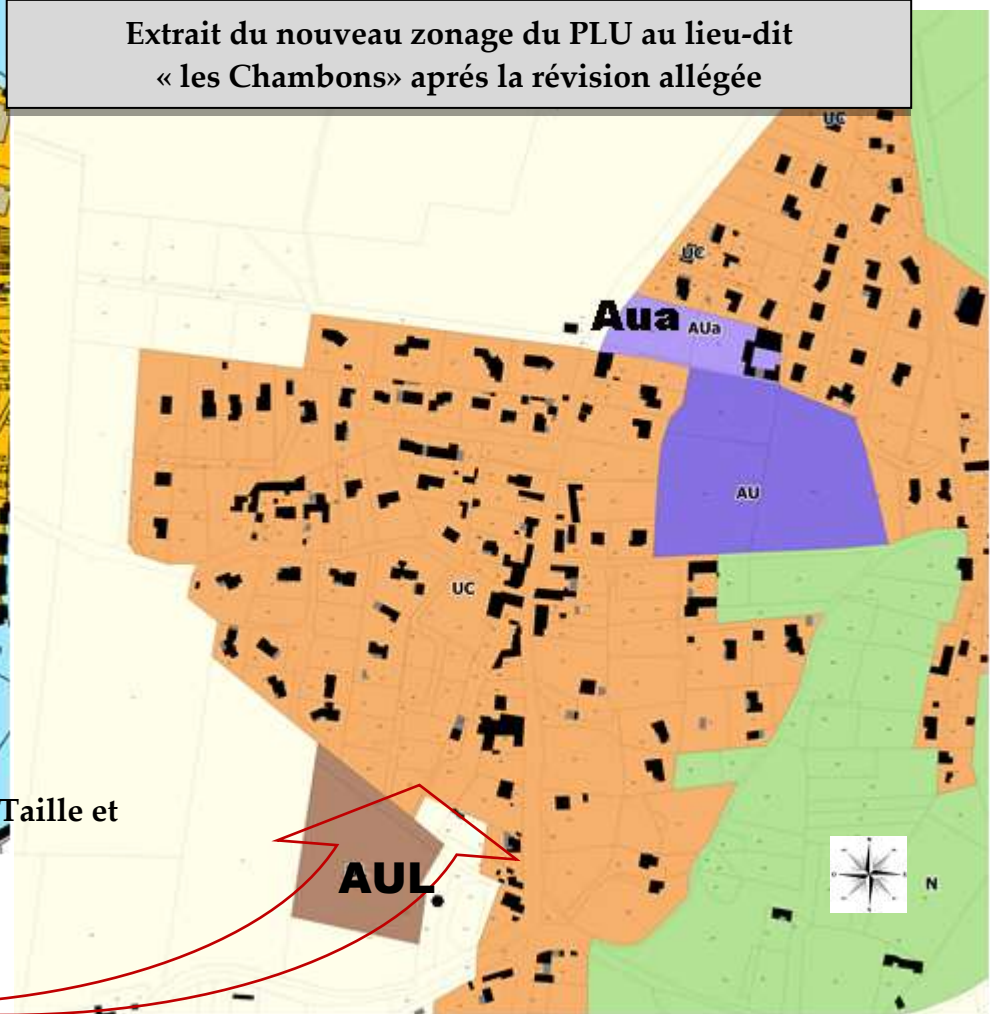 Extrait du nouveau zonage du PLU au lieu-dit
« les Chambons» aprés la révision allégée
UC
UC
Aua
AUa
AU
UC
Taille et
AUL
N